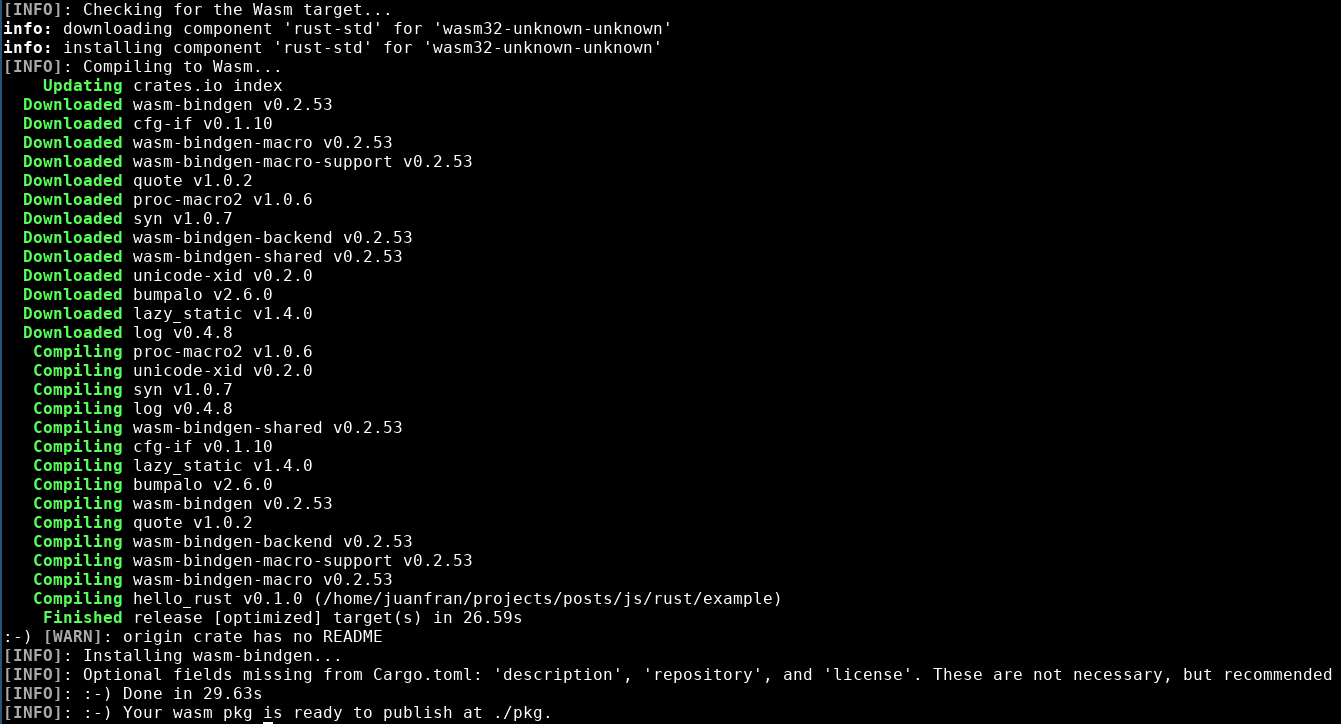 [INFO]: Checking for the Wasm target...
info: downloading component 'rust-std' for 'wasm32-unknown-unknown'
info: installing component 'rust-std' for 'wasm32-unknown-unknown'
[INFO]: Compiling to Wasm...
Updating crates.io index
Downloaded wasm-bindgen v0.2.53
Downloaded cfg-if v0.1.10
Downloaded wasm-bindgen-macro v0.2.53
Downloaded wasm-bindgen-macro-support v0.2.53
Downloaded quote v1.0.2
Downloaded proc-macro2 v1.0.6
Downloaded syn v1.0.7
Downloaded wasm-bindgen-backend v0.2.53
Downloaded wasm-bindgen-shared v0.2.53
Downloaded unicode-xid v0.2.0
Downloaded bumpalo v2.6.0
Downloaded lazy_static v1.4.0
Downloaded log v0.4.8
Compiling proc-macro2 v1.0.6
Compiling unicode-xid v0.2.0
Compiling syn v1.0.7
Compiling log v0.4.8
Compiling wasm-bindgen-shared v0.2.53
Compiling cfg-if v0.1.10
Compiling lazy_static v1.4.0
Compiling bumpalo v2.6.0
Compiling wasm-bindgen v0.2.53
Compiling quote v1.0.2
Compiling wasm-bindgen-backend v0.2.53
Compiling wasm-bindgen-macro-support v0.2.53
Compiling wasm-bindgen-macro v0.2.53
Compiling hello_rust v0.1.0 (/home/juanfran/projects/posts/js/rust/example)
Finished release [optimized] target(s) in 26.59s
:-) [WARN]: origin crate has no README
[INFO]: Installing wasm-bindgen...
[INFO]: Optional fields missing from Cargo.toml: 'description', 'repository', and 'license'. These are not necessary, but recommended
[INFO]: :-) Done in 29.63s
[INFO]: :-) Your wasm pkg is ready to publish at ./pkg.